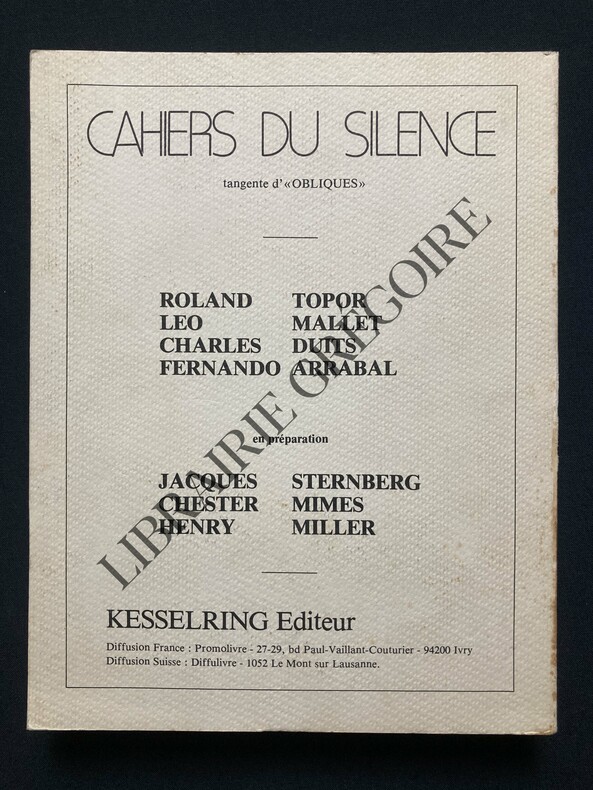 CAHIERS DU SILENCE
tangente d'«OBLIQUES»
ROLAND TOPOR
LEO MALLET
CHARLES DUITS
FERNANDO ARRABAL
en préparation
JACQUES STERNBERG
CHESTER MIMES
HENRY MILLER
KESSELRING Editeur
Diffusion France : Promolivre - 27-29, bd Paul-Vaillant-Couturier - 94200 Ivry
Diffusion Suisse : Diffulivre - 1052 Le Mont sur Lausanne.
LIBRAIRIE GREGOIRE